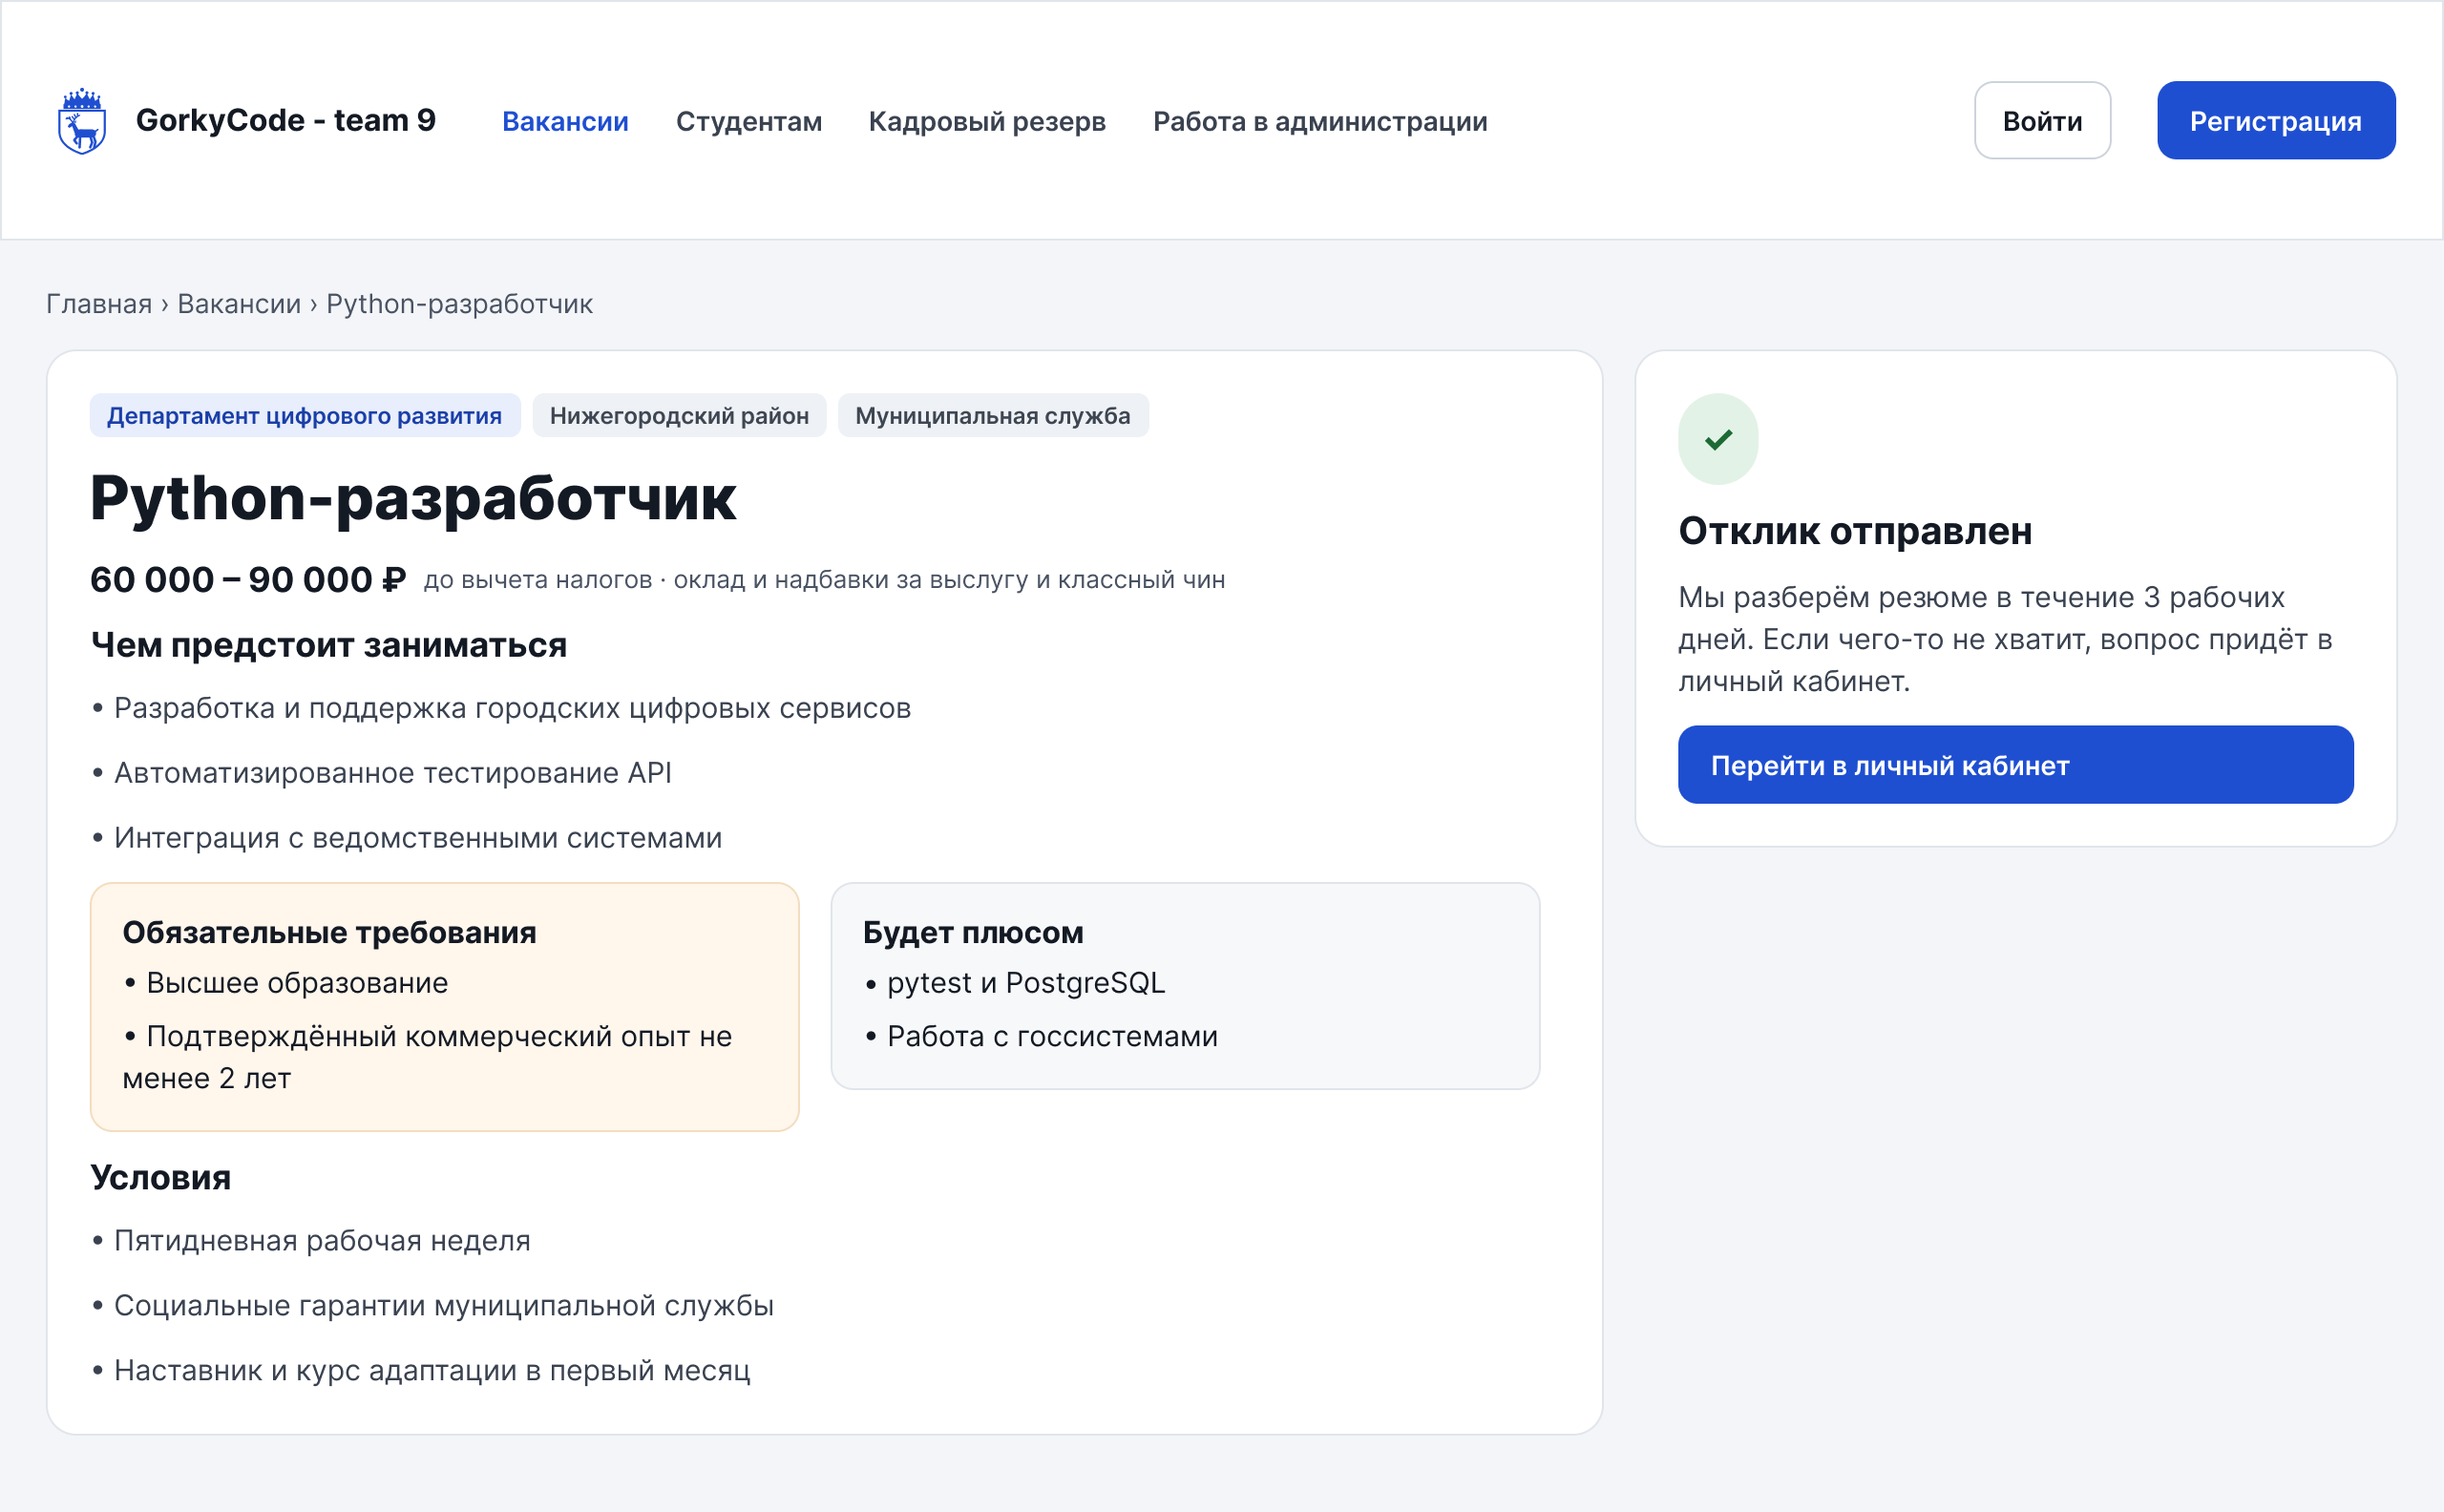 GorkyCode - team 9
Вакансии
Студентам
Кадровый резерв
Работа в администрации
Войти
Регистрация
Главная › Вакансии › Python-разработчик
Департамент цифрового развития
Нижегородский район
Муниципальная служба
Python-разработчик
60 000 – 90 000 ₽ до вычета налогов · оклад и надбавки за выслугу и классный чин
Чем предстоит заниматься
• Разработка и поддержка городских цифровых сервисов
• Автоматизированное тестирование API
• Интеграция с ведомственными системами
Обязательные требования
• Высшее образование
• Подтверждённый коммерческий опыт не
менее 2 лет
Будет плюсом
• pytest и PostgreSQL
• Работа с госсистемами
Условия
• Пятидневная рабочая неделя
• Социальные гарантии муниципальной службы
• Наставник и курс адаптации в первый месяц
Отклик отправлен
Мы разберём резюме в течение 3 рабочих
дней. Если чего-то не хватит, вопрос придёт в
личный кабинет.
Перейти в личный кабинет